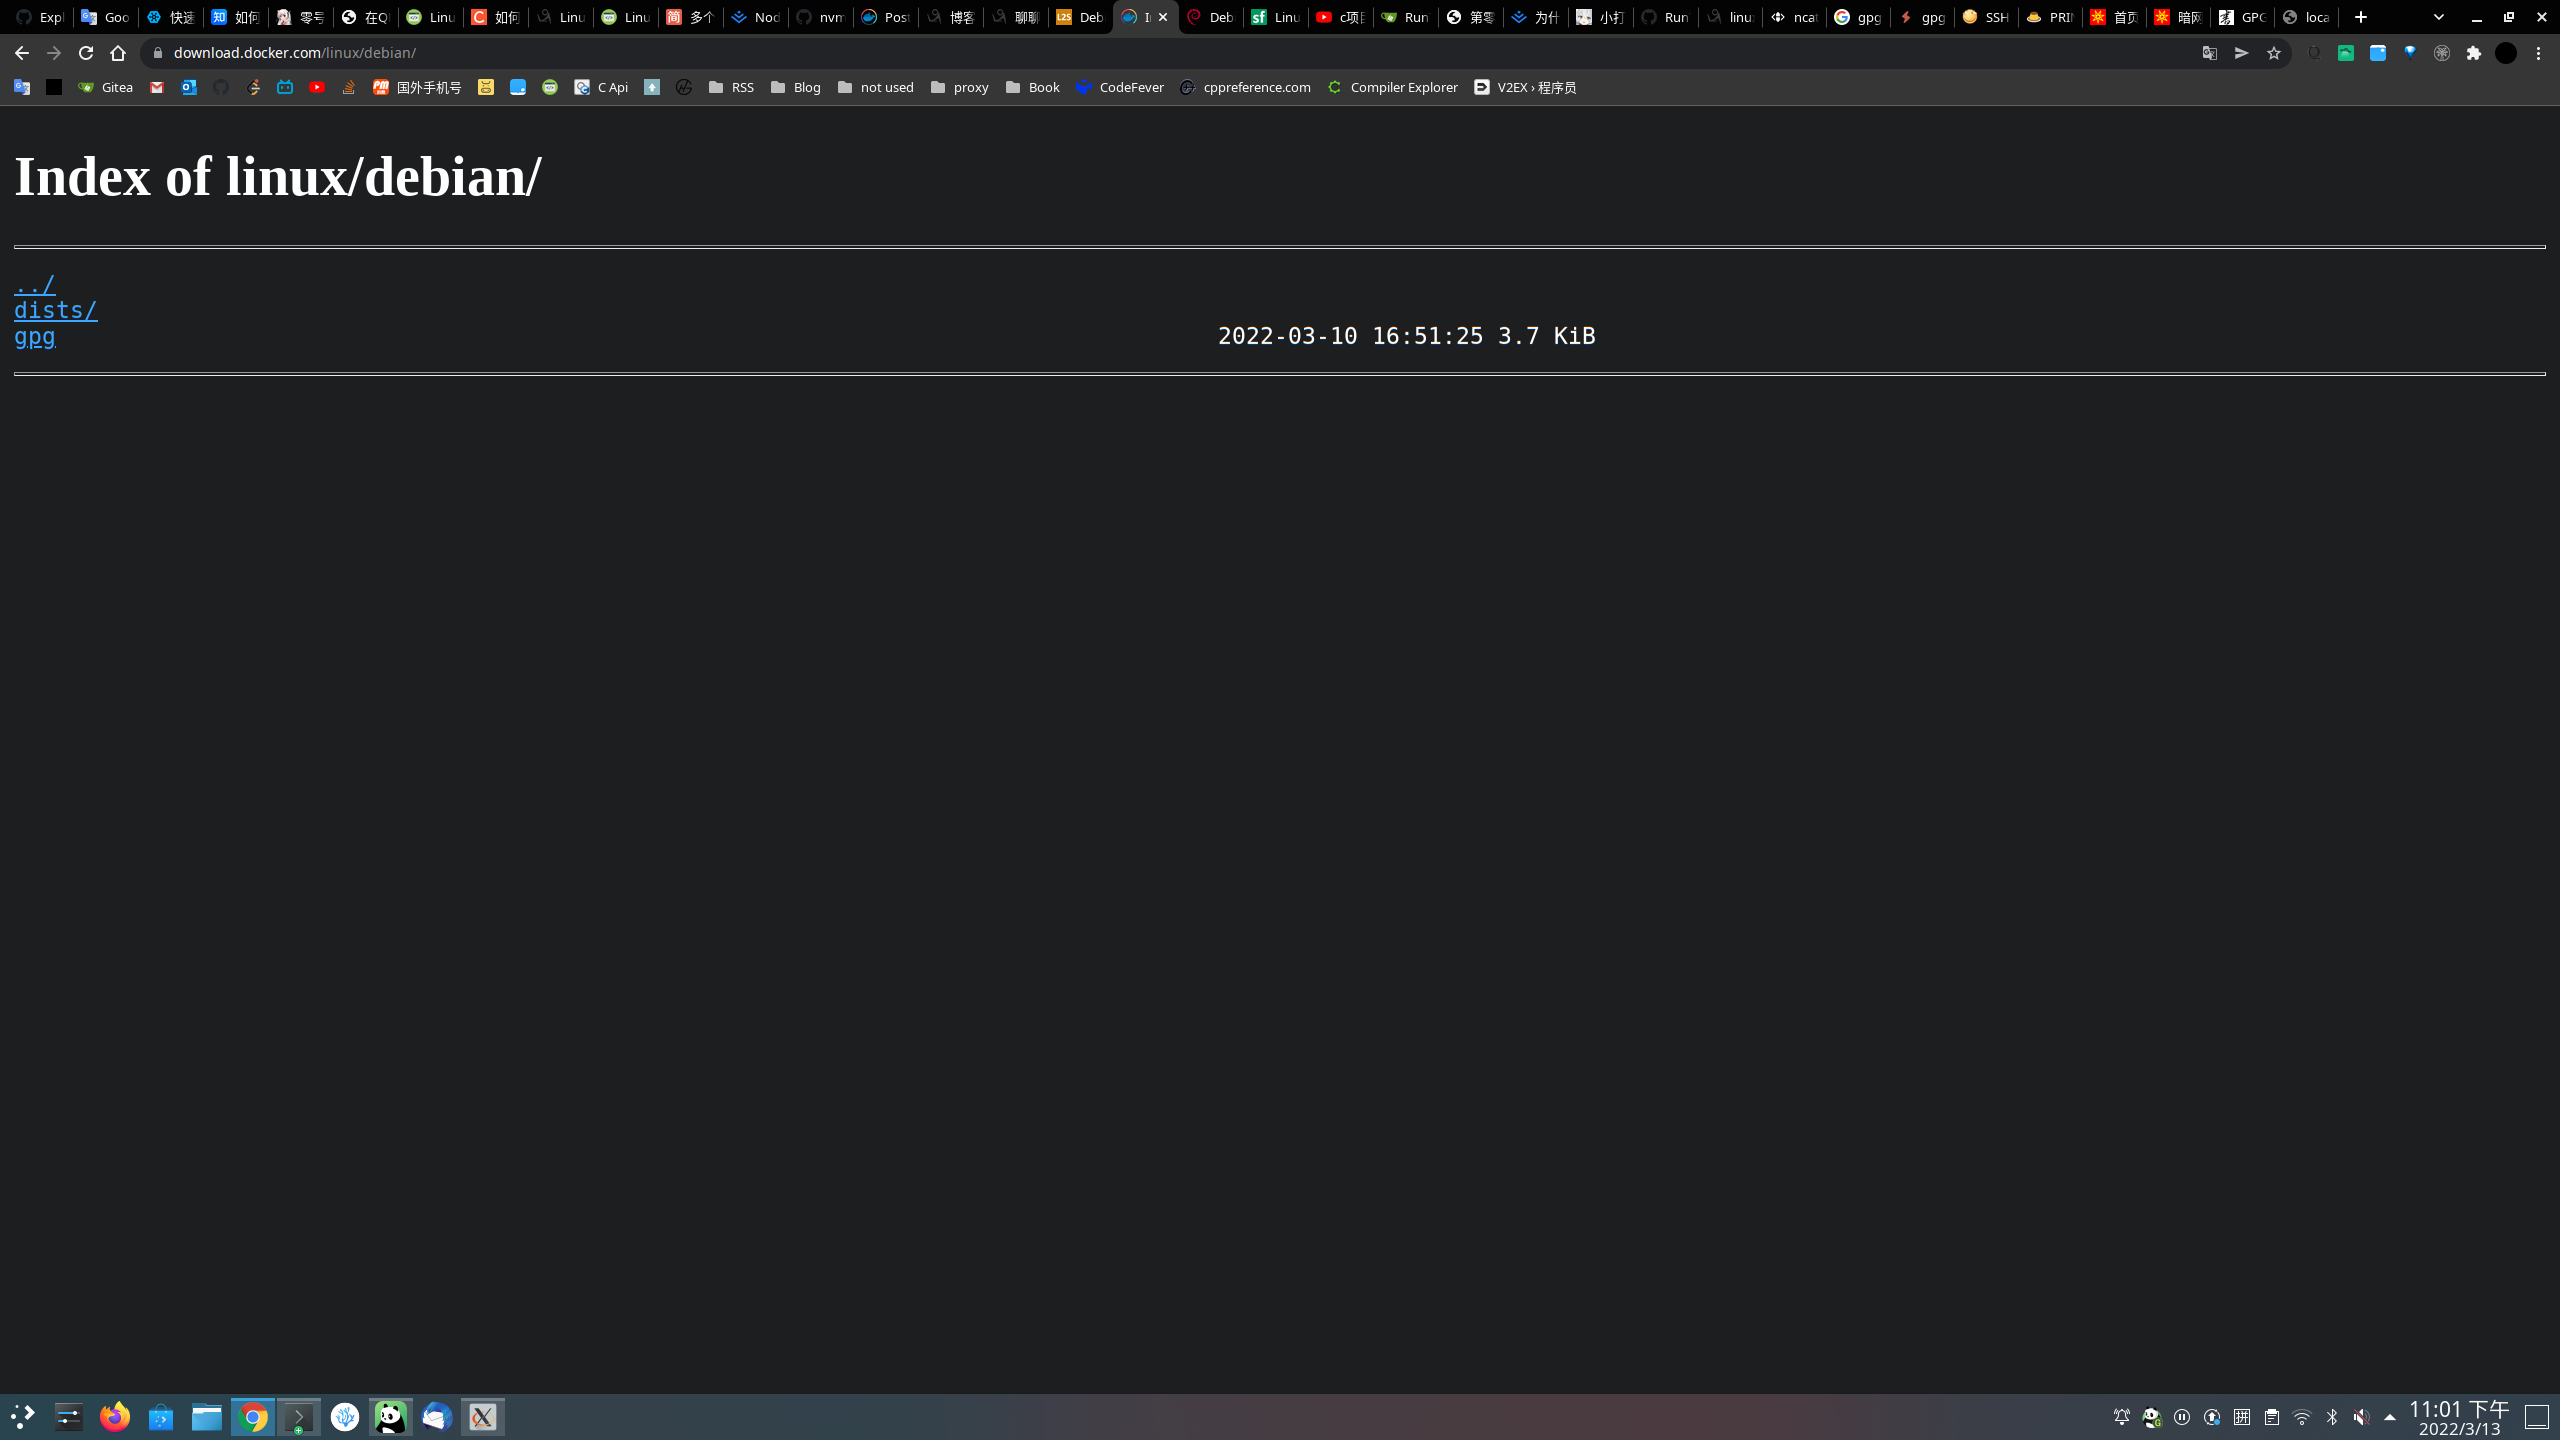 Expl
Goo
快速
如何
零号
在Q
Linu
如何
Linu
Linu
多个
Nod
nvm
Post
博客
聊聊
Deb
Deb
Linu
c项目
Run
第零
为什
小打
Run
linu
ncat
gpg
gpg
SSH
PRI
首页
暗网
GPG
loca
download.docker.com/linux/debian/
Gitea
国外手机号
C Api
RSS
Blog
not used
proxy
Book
CodeFever
cppreference.com
Compiler Explorer
V2EX › 程序员
Index of linux/debian/
../
dists/
gpg 2022-03-10 16:51:25 3.7 KiB
11:01 下午
2022/3/13